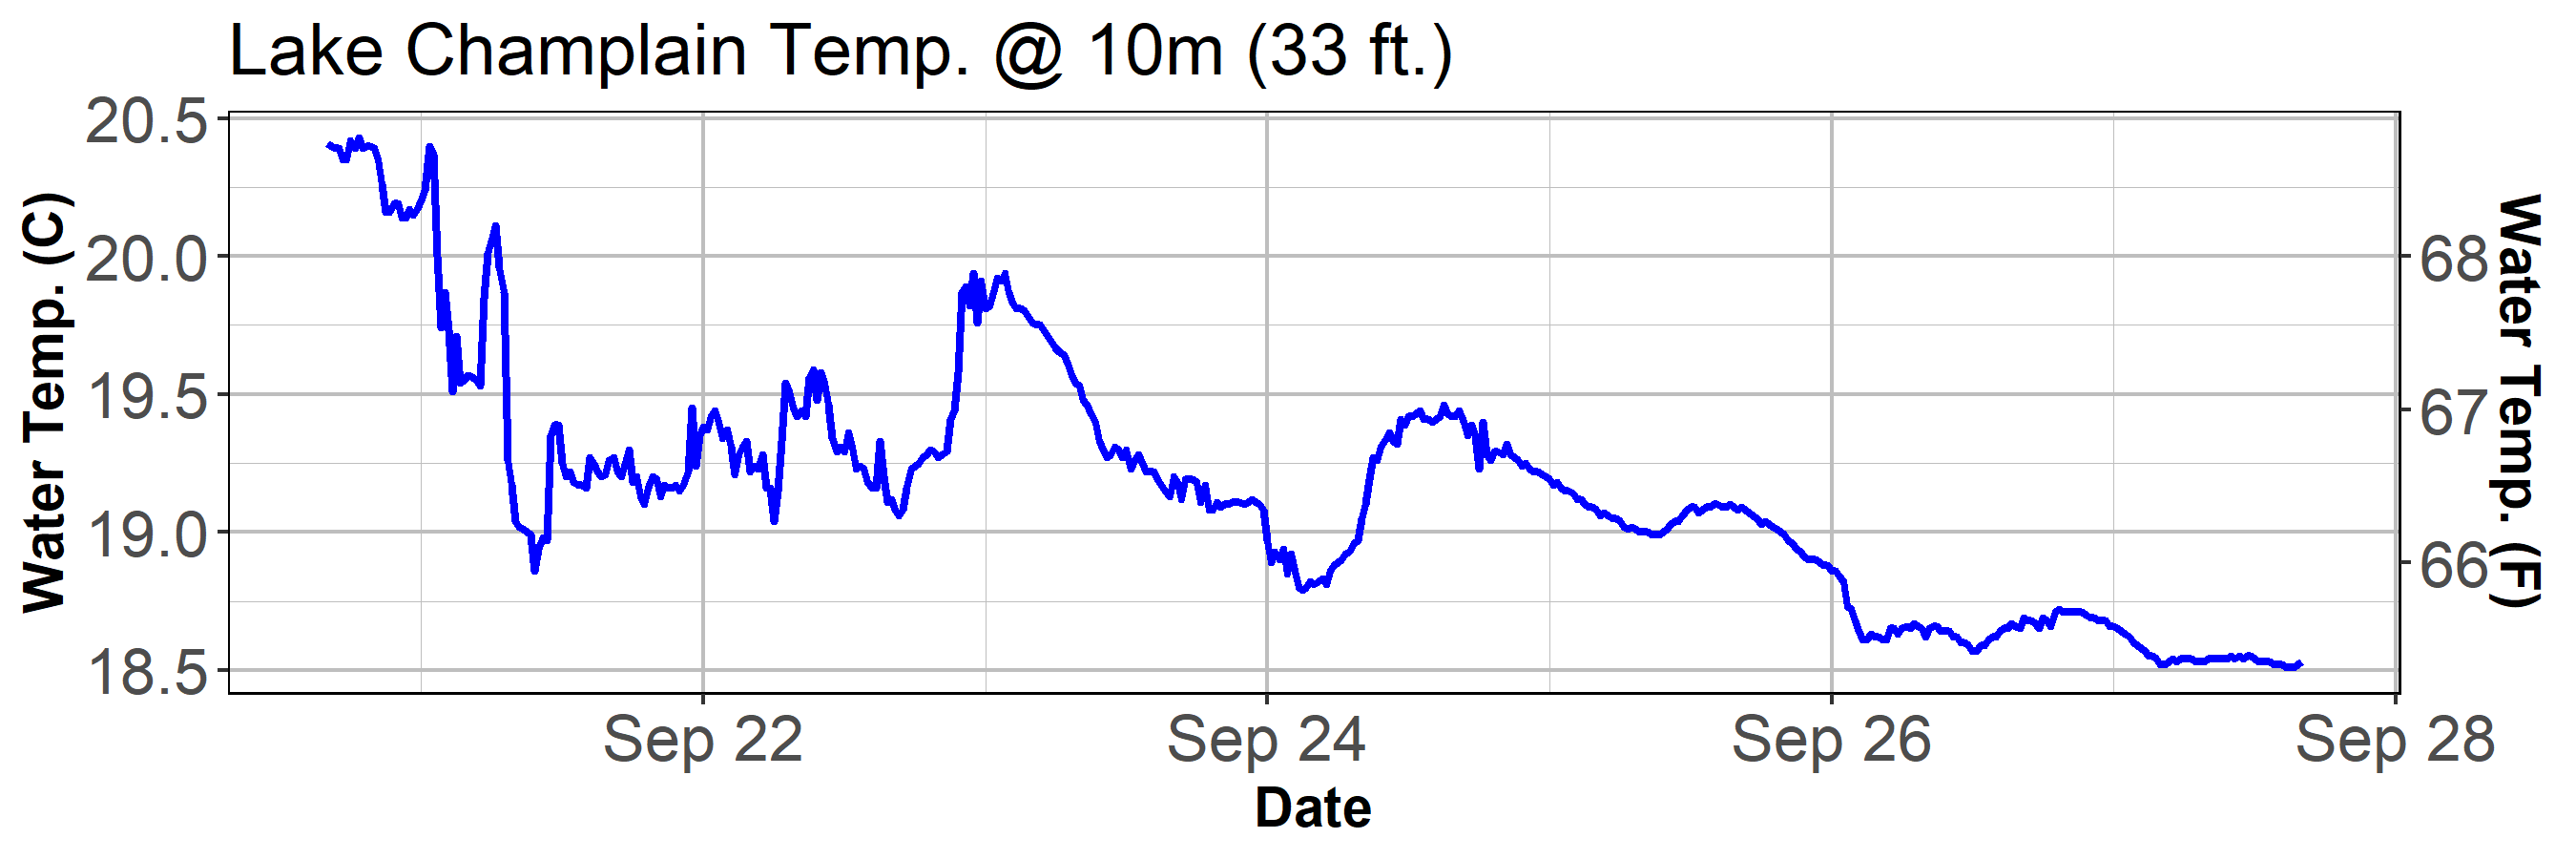 Lake Champlain Temp. @ 10m (33 ft.)
Water Temp. (C)
20.5
20.0
19.5
19.0
18.5
68
67
66
Water Temp. (F)
Sep 22
Sep 24
Sep 26
Sep 28
Date